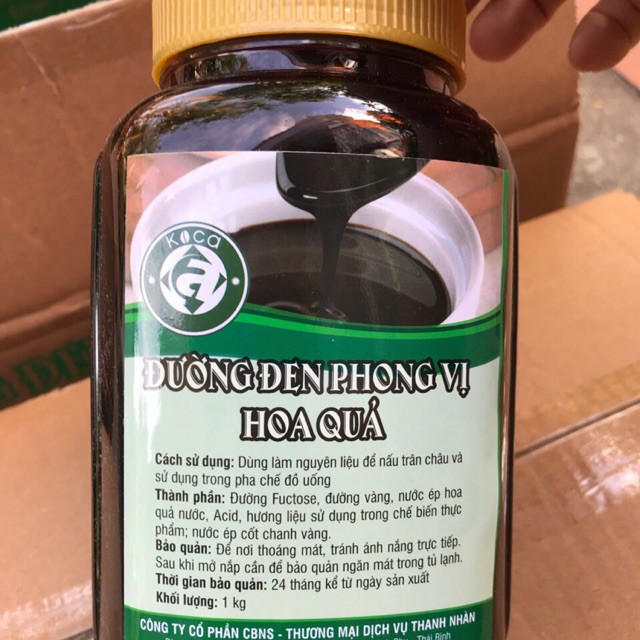 Koca
ĐƯỜNG ĐEN PHONG VỊ
HOA QUẢ
Cách sử dụng: Dùng làm nguyên liệu để nấu trân châu và
sử dụng trong pha chế đồ uống
Thành phần: Đường Fuctose, đường vàng, nước ép hoa
quả nước, Acid, hương liệu sử dụng trong chế biến thực
phẩm; nước ép cốt chanh vàng.
Bảo quản: Để nơi thoáng mát, tránh ánh nắng trực tiếp.
Sau khi mở nắp cần để bảo quản ngăn mát trong tủ lạnh.
Thời gian bảo quản: 24 tháng kể từ ngày sản xuất
Khối lượng: 1 kg
CÔNG TY CỔ PHẦN CBNS - THƯƠNG MẠI DỊCH VỤ THANH NHÀN
Thái Bình